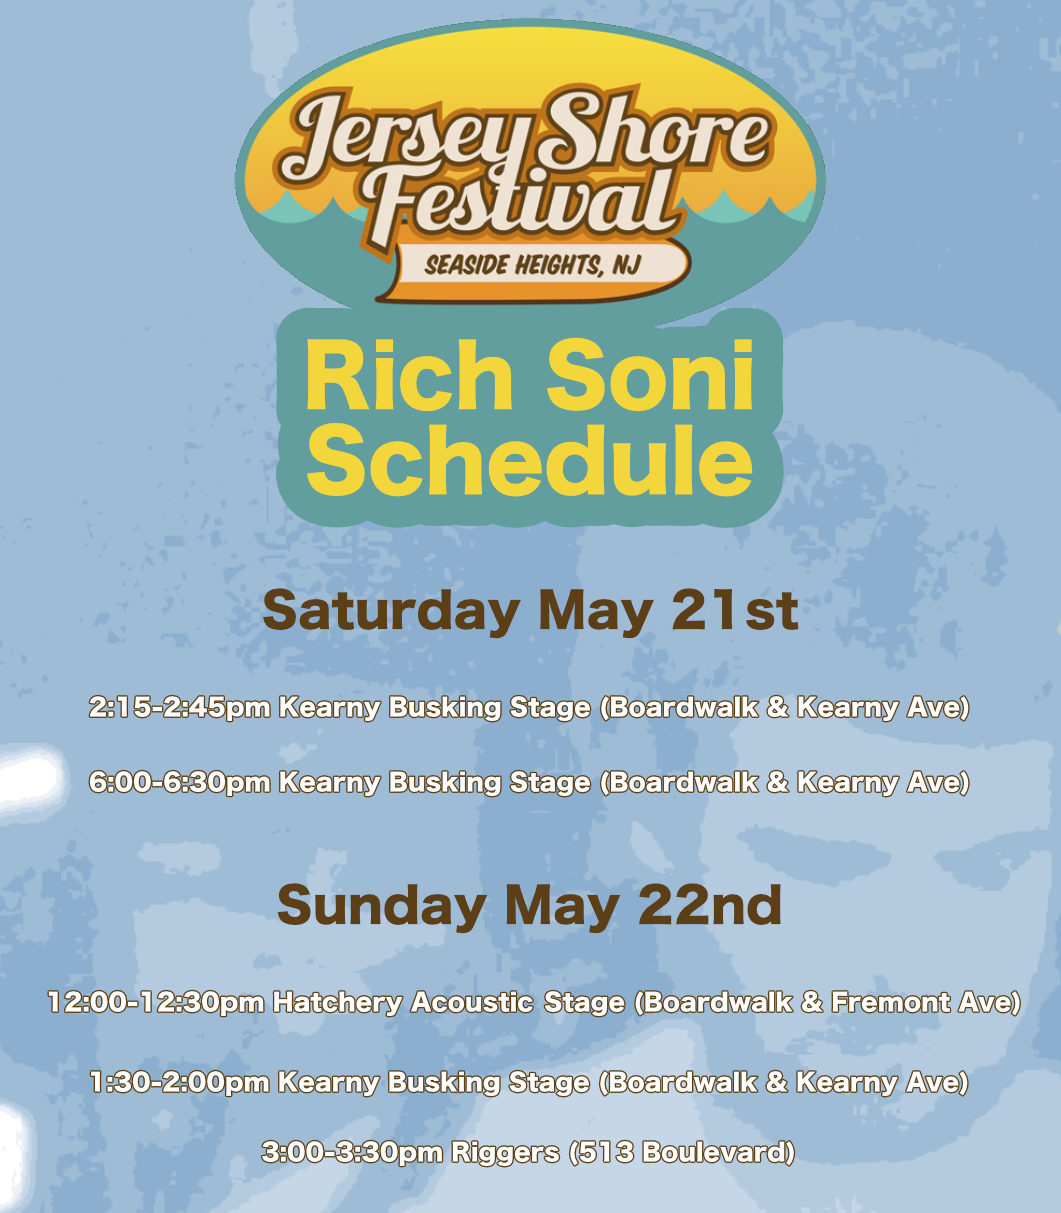 Jersey Shore
Festival
SEASIDE HEIGHTS, NJ
Rich Soni
Schedule
Saturday May 21st
2:15-2:45pm Kearny Busking Stage (Boardwalk & Kearny Ave)
6:00-6:30pm Kearny Busking Stage (Boardwalk & Kearny Ave)
Sunday May 22nd
12:00-12:30pm Hatchery Acoustic Stage (Boardwalk & Fremont Ave)
1:30-2:00pm Kearny Busking Stage (Boardwalk & Kearny Ave)
3:00-3:30pm Riggers (513 Boulevard)